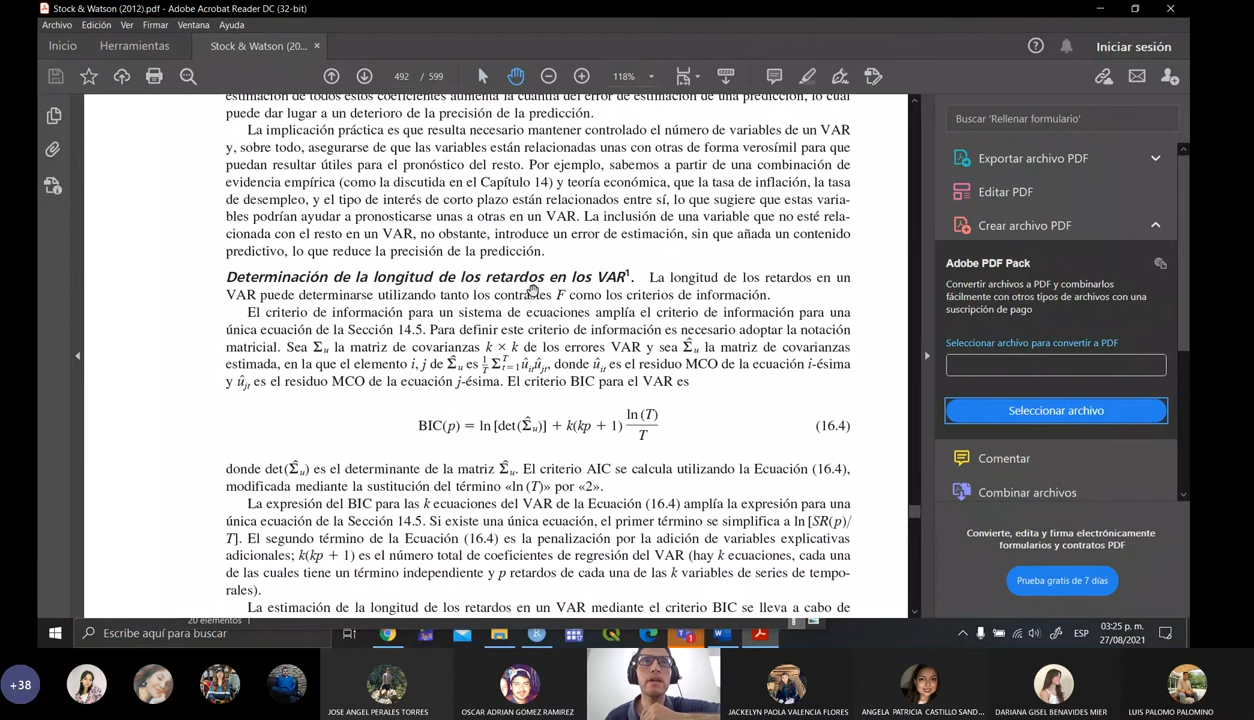 Stock & Watson (2012).pdf - Adobe Acrobat Reader DC (32-bit)
Archivo Edición Ver Firmar Ventana Ayuda
Inicio Herramientas Stock & Watson (20... × Iniciar sesión
492 / 599 118%
estimación de todos estos coeficientes aumenta la cuantía del error de estimación de una predicción, lo cual
puede dar lugar a un deterioro de la precisión de la predicción.
La implicación práctica es que resulta necesario mantener controlado el número de variables de un VAR
y, sobre todo, asegurarse de que las variables están relacionadas unas con otras de forma verosímil para que
puedan resultar útiles para el pronóstico del resto. Por ejemplo, sabemos a partir de una combinación de
evidencia empírica (como la discutida en el Capítulo 14) y teoría económica, que la tasa de inflación, la tasa
de desempleo, y el tipo de interés de corto plazo están relacionados entre sí, lo que sugiere que estas varia-
bles podrían ayudar a pronosticarse unas a otras en un VAR. La inclusión de una variable que no esté rela-
cionada con el resto en un VAR, no obstante, introduce un error de estimación, sin que añada un contenido
predictivo, lo que reduce la precisión de la predicción.
Determinación de la longitud de los retardos en los VAR¹. La longitud de los retardos en un
VAR puede determinarse utilizando tanto los contrastes F como los criterios de información.
El criterio de información para un sistema de ecuaciones amplía el criterio de información para una
única ecuación de la Sección 14.5. Para definir este criterio de información es necesario adoptar la notación
matricial. Sea Σu la matriz de covarianzas k × k de los errores VAR y sea Σ̂u la matriz de covarianzas
estimada, en la que el elemento i, j de Σ̂u es 1/T Σᵀt=1 ûitûjt, donde ûit es el residuo MCO de la ecuación i-ésima
y ûjt es el residuo MCO de la ecuación j-ésima. El criterio BIC para el VAR es
BIC(p) = ln [det(Σ̂u)] + k(kp + 1) ln (T)/T (16.4)
donde det(Σ̂u) es el determinante de la matriz Σ̂u. El criterio AIC se calcula utilizando la Ecuación (16.4),
modificada mediante la sustitución del término «ln (T)» por «2».
La expresión del BIC para las k ecuaciones del VAR de la Ecuación (16.4) amplía la expresión para una
única ecuación de la Sección 14.5. Si existe una única ecuación, el primer término se simplifica a ln [SR(p)/
T]. El segundo término de la Ecuación (16.4) es la penalización por la adición de variables explicativas
adicionales; k(kp + 1) es el número total de coeficientes de regresión del VAR (hay k ecuaciones, cada una
de las cuales tiene un término independiente y p retardos de cada una de las k variables de series de tempo-
rales).
La estimación de la longitud de los retardos en un VAR mediante el criterio BIC se lleva a cabo de
Buscar 'Rellenar formulario'
Exportar archivo PDF
Editar PDF
Crear archivo PDF
Adobe PDF Pack
Convertir archivos a PDF y combinarlos
fácilmente con otros tipos de archivos con una
suscripción de pago
Seleccionar archivo para convertir a PDF
Seleccionar archivo
Comentar
Combinar archivos
Convierte, edita y firma electrónicamente
formularios y contratos PDF
Prueba gratis de 7 días
20 elementos
Escribe aquí para buscar
ESP
03:25 p. m.
27/08/2021
+38
JOSE ANGEL PERALES TORRES
OSCAR ADRIAN GOMEZ RAMIREZ
JACKELYN PAOLA VALENCIA FLORES
ANGELA PATRICIA CASTILLO SAND...
DARIANA GISEL BENAVIDES MIER
LUIS PALOMO PALOMINO